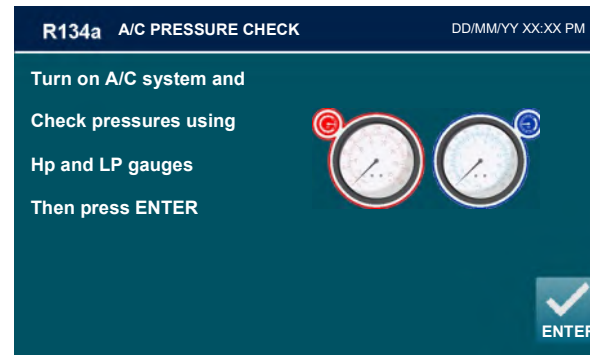 R134a A/C PRESSURE CHECK DD/MM/YY XX:XX PM
Turn on A/C system and
Check pressures using
Hp and LP gauges
Then press ENTER
ENTER